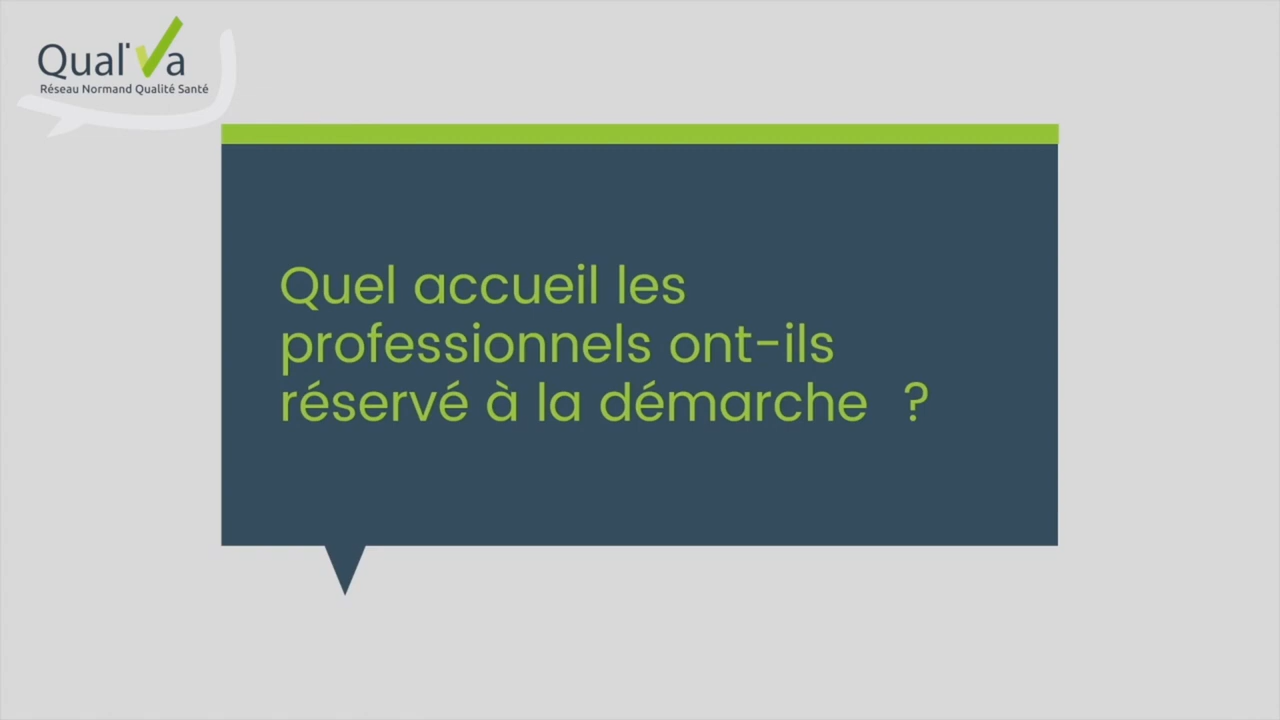 Qual'Va
Réseau Normand Qualité Santé
Quel accueil les
professionnels ont-ils
réservé à la démarche ?